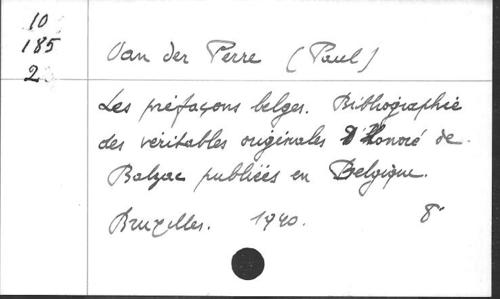 10
185
2
Van der Perre (Paul)
Les préfaçons belges. Bibliographie
des véritables originales d'Honoré de
Balzac publiées en Belgique.
Bruxelles. 1940. 8°